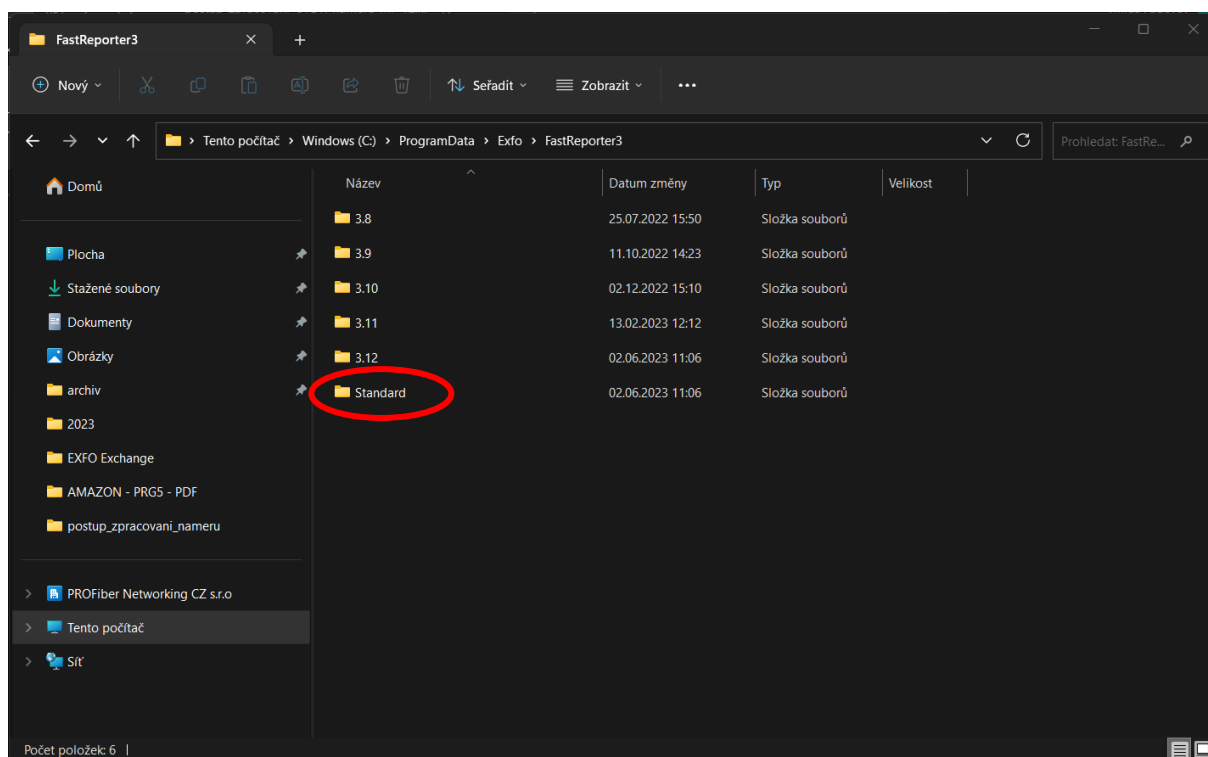 FastReporter3
Nový
Seřadit
Zobrazit
Tento počítač > Windows (C:) > ProgramData > Exfo > FastReporter3
Prohledat: FastRe...
Domů
Plocha
Stažené soubory
Dokumenty
Obrázky
archiv
2023
EXFO Exchange
AMAZON - PRG5 - PDF
postup_zpracovani_nameru
PROFiber Networking CZ s.r.o
Tento počítač
Síť
Název Datum změny Typ Velikost
3.8 25.07.2022 15:50 Složka souborů
3.9 11.10.2022 14:23 Složka souborů
3.10 02.12.2022 15:10 Složka souborů
3.11 13.02.2023 12:12 Složka souborů
3.12 02.06.2023 11:06 Složka souborů
Standard 02.06.2023 11:06 Složka souborů
Počet položek: 6